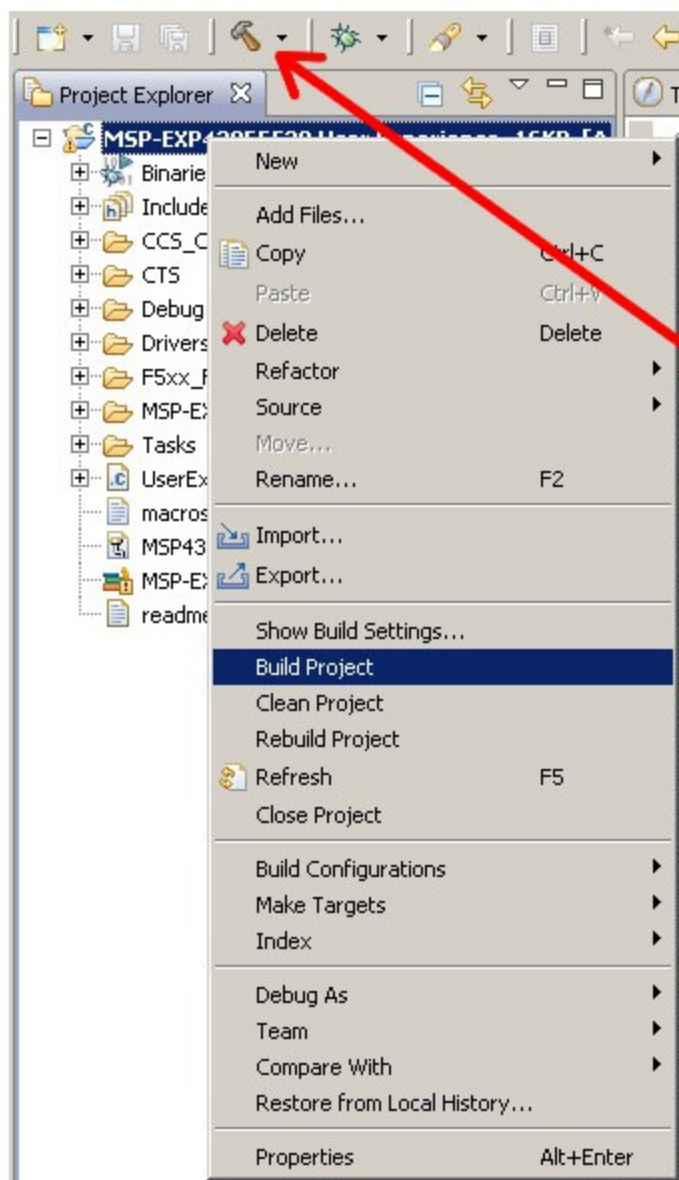 Project Explorer
T
Binarie
Include
CCS_C
CTS
Debug
Drivers
F5xx_F
MSP-EX
Tasks
UserEx
macros
MSP43
MSP-EX
readme
New
Add Files...
Copy Ctrl+C
Paste Ctrl+V
Delete Delete
Refactor
Source
Move...
Rename... F2
Import...
Export...
Show Build Settings...
Build Project
Clean Project
Rebuild Project
Refresh F5
Close Project
Build Configurations
Make Targets
Index
Debug As
Team
Compare With
Restore from Local History...
Properties Alt+Enter